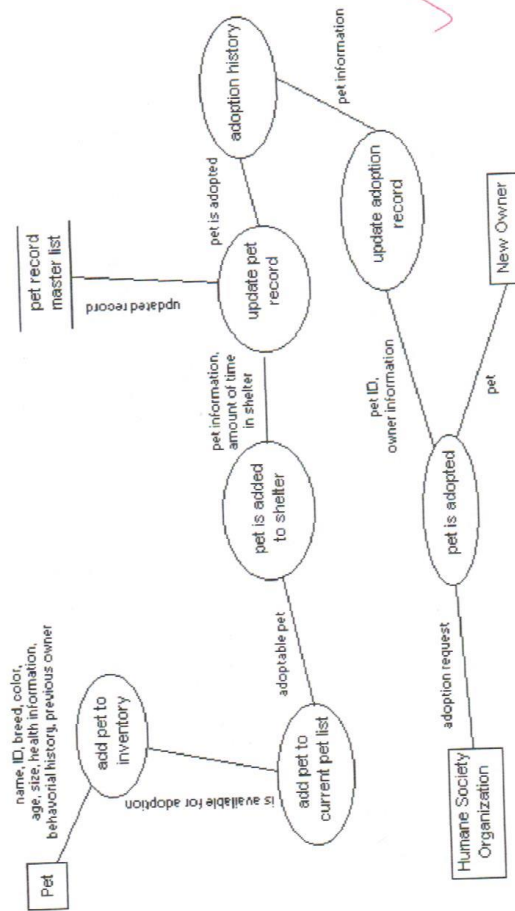 Pet
name, ID, breed, color,
age, size, health information,
behavorial history, previous owner
add pet to
inventory
is available for adoption
add pet to
current pet list
adoptable pet
pet is added
to shelter
pet information,
amount of time
in shelter
update pet
record
updated record
pet record
master list
pet is adopted
adoption history
pet information
update adoption
record
pet ID,
owner information
Humane Society
Organization
adoption request
pet is adopted
pet
New Owner